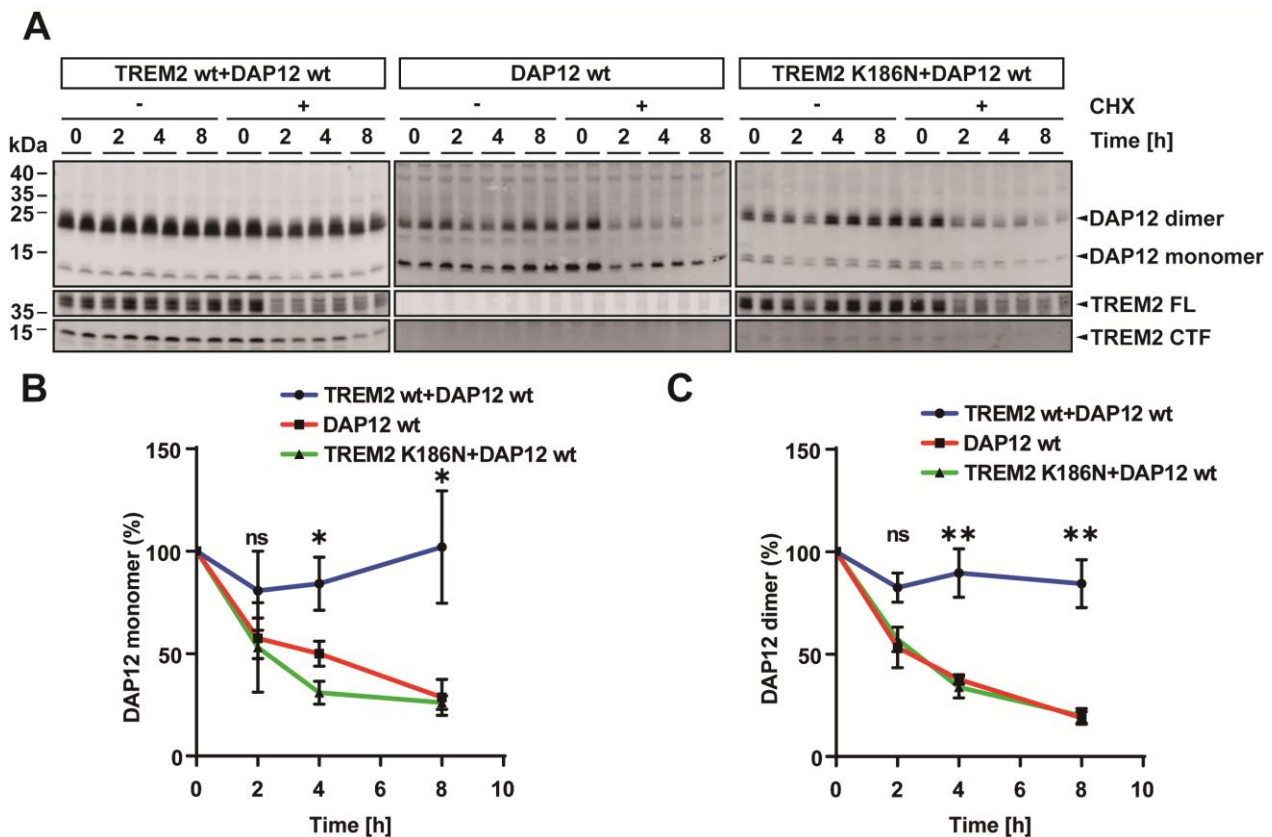 A
TREM2 wt+DAP12 wt DAP12 wt TREM2 K186N+DAP12 wt
- + - + - + CHX
0 2 4 8 0 2 4 8 0 2 4 8 0 2 4 8 0 2 4 8 0 2 4 8 Time [h]
kDa
40
35
25
DAP12 dimer
15
DAP12 monomer
TREM2 FL
35
15
TREM2 CTF
B
TREM2 wt+DAP12 wt
DAP12 wt
TREM2 K186N+DAP12 wt
150
100
50
0
DAP12 monomer (%)
ns * *
0 2 4 6 8 10
Time [h]
C
TREM2 wt+DAP12 wt
DAP12 wt
TREM2 K186N+DAP12 wt
150
100
50
0
DAP12 dimer (%)
ns ** **
0 2 4 6 8 10
Time [h]